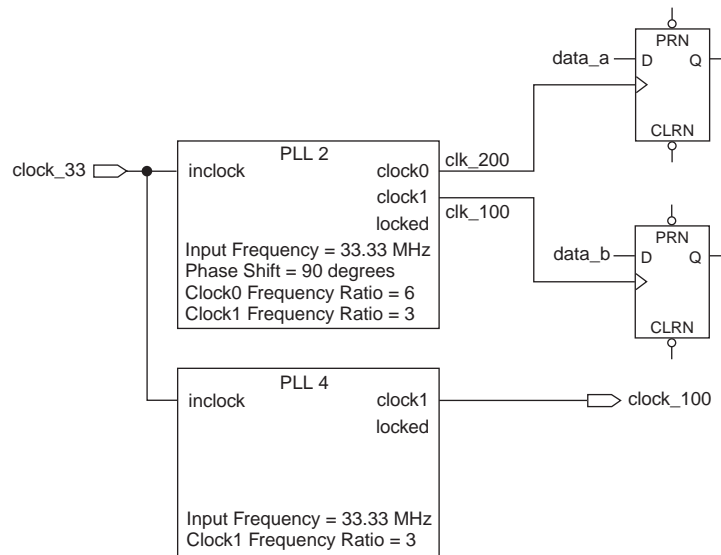 PRN
data_a
D
Q
CLRN
PLL 2
clock_33
inclock
clock0
clk_200
clock1
clk_100
locked
Input Frequency = 33.33 MHz
Phase Shift = 90 degrees
Clock0 Frequency Ratio = 6
Clock1 Frequency Ratio = 3
PRN
data_b
D
Q
CLRN
PLL 4
inclock
clock1
clock_100
locked
Input Frequency = 33.33 MHz
Clock1 Frequency Ratio = 3